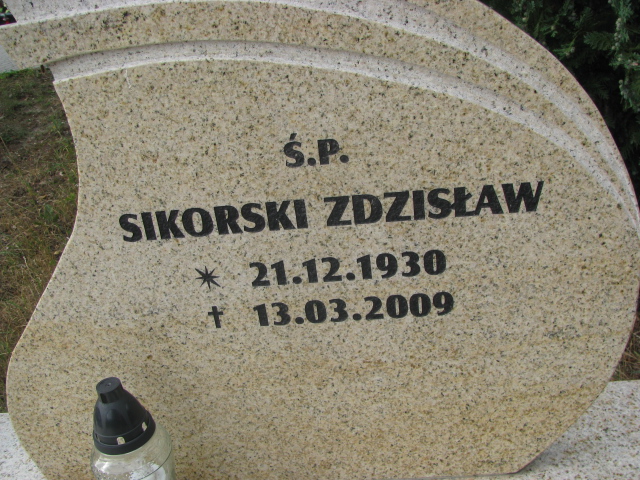 Ś.P.
SIKORSKI ZDZISŁAW
* 21.12.1930
† 13.03.2009